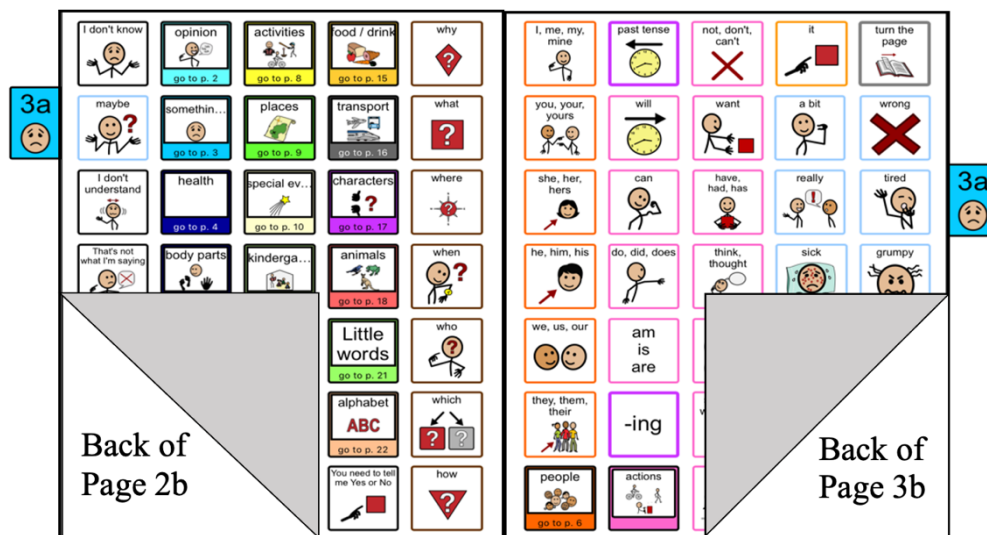 I don't know
opinion
go to p. 2
activities
go to p. 8
food / drink
go to p. 15
why
3a
maybe
somethin...
go to p. 3
places
go to p. 9
transport
go to p. 16
what
I don't
understand
health
go to p. 4
special ev...
go to p. 10
characters
go to p. 17
where
That's not
what I'm saying
body parts
kinderga...
animals
go to p. 18
when
Little
words
go to p. 21
who
alphabet
ABC
go to p. 22
which
You need to tell
me Yes or No
how
Back of
Page 2b
I, me, my,
mine
past tense
not, don't,
can't
it
turn the
page
you, your,
yours
will
want
a bit
wrong
she, her,
hers
can
have,
had, has
really
tired
3a
he, him, his
do, did, does
think,
thought
sick
grumpy
we, us, our
am
is
are
they, them,
their
-ing
people
go to p. 6
actions
Back of
Page 3b